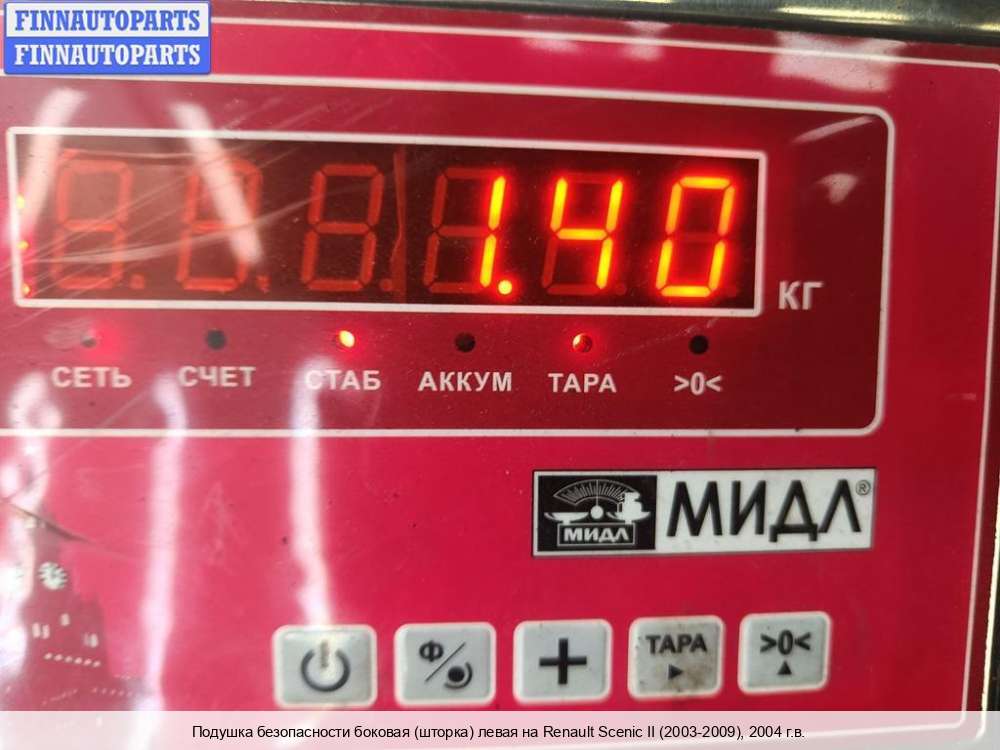 FINNAUTOPARTS
FINNAUTOPARTS
1.40
КГ
СЕТЬ СЧЕТ СТАБ АККУМ ТАРА >0<
МИДЛ МИДЛ®
Ф ТАРА >0<
Подушка безопасности боковая (шторка) левая на Renault Scenic II (2003-2009), 2004 г.в.